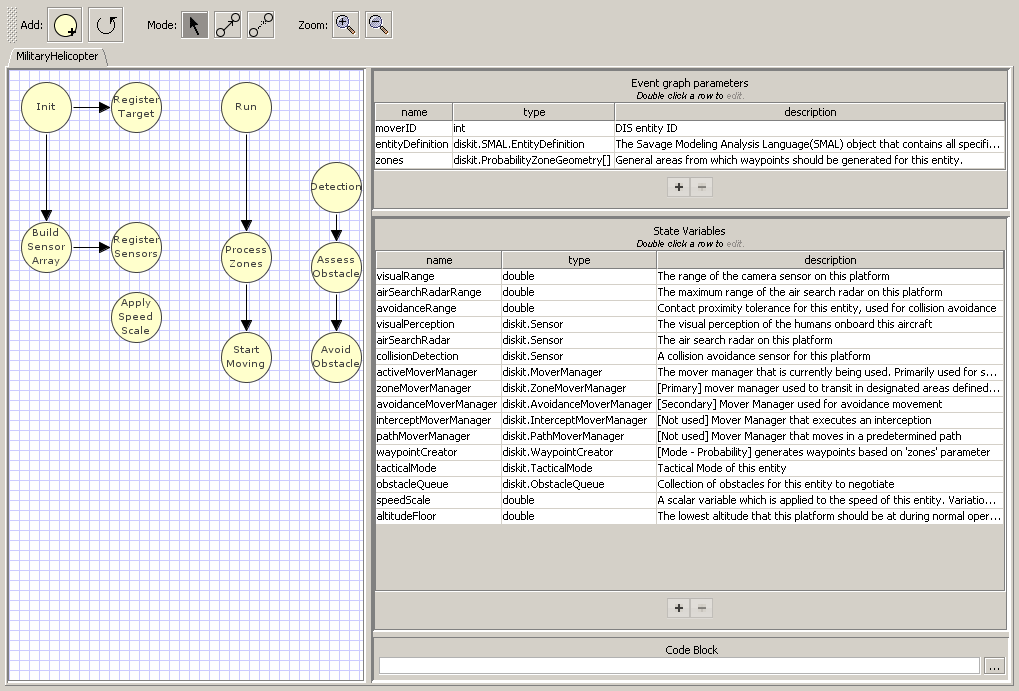 Add: Mode: Zoom:
MilitaryHelicopter
Init
Register
Target
Run
Detection
Build
Sensor
Array
Register
Sensors
Process
Zones
Assess
Obstacle
Apply
Speed
Scale
Start
Moving
Avoid
Obstacle
Event graph parameters
Double click a row to edit.
name type description
moverID int DIS entity ID
entityDefinition diskit.SMAL.EntityDefinition The Savage Modeling Analysis Language(SMAL) object that contains all specifi...
zones diskit.ProbabilityZoneGeometry[] General areas from which waypoints should be generated for this entity.
+ −
State Variables
Double click a row to edit.
name type description
visualRange double The range of the camera sensor on this platform
airSearchRadarRange double The maximum range of the air search radar on this platform
avoidanceRange double Contact proximity tolerance for this entity, used for collision avoidance
visualPerception diskit.Sensor The visual perception of the humans onboard this aircraft
airSearchRadar diskit.Sensor The air search radar on this platform
collisionDetection diskit.Sensor A collision avoidance sensor for this platform
activeMoverManager diskit.MoverManager The mover manager that is currently being used. Primarily used for s...
zoneMoverManager diskit.ZoneMoverManager [Primary] mover manager used to transit in designated areas defined...
avoidanceMoverManager diskit.AvoidanceMoverManager [Secondary] Mover Manager used for avoidance movement
interceptMoverManager diskit.InterceptMoverManager [Not used] Mover Manager that executes an interception
pathMoverManager diskit.PathMoverManager [Not used] Mover Manager that moves in a predetermined path
waypointCreator diskit.WaypointCreator [Mode - Probability] generates waypoints based on 'zones' parameter
tacticalMode diskit.TacticalMode Tactical Mode of this entity
obstacleQueue diskit.ObstacleQueue Collection of obstacles for this entity to negotiate
speedScale double A scalar variable which is applied to the speed of this entity. Variatio...
altitudeFloor double The lowest altitude that this platform should be at during normal oper...
+ −
Code Block
...